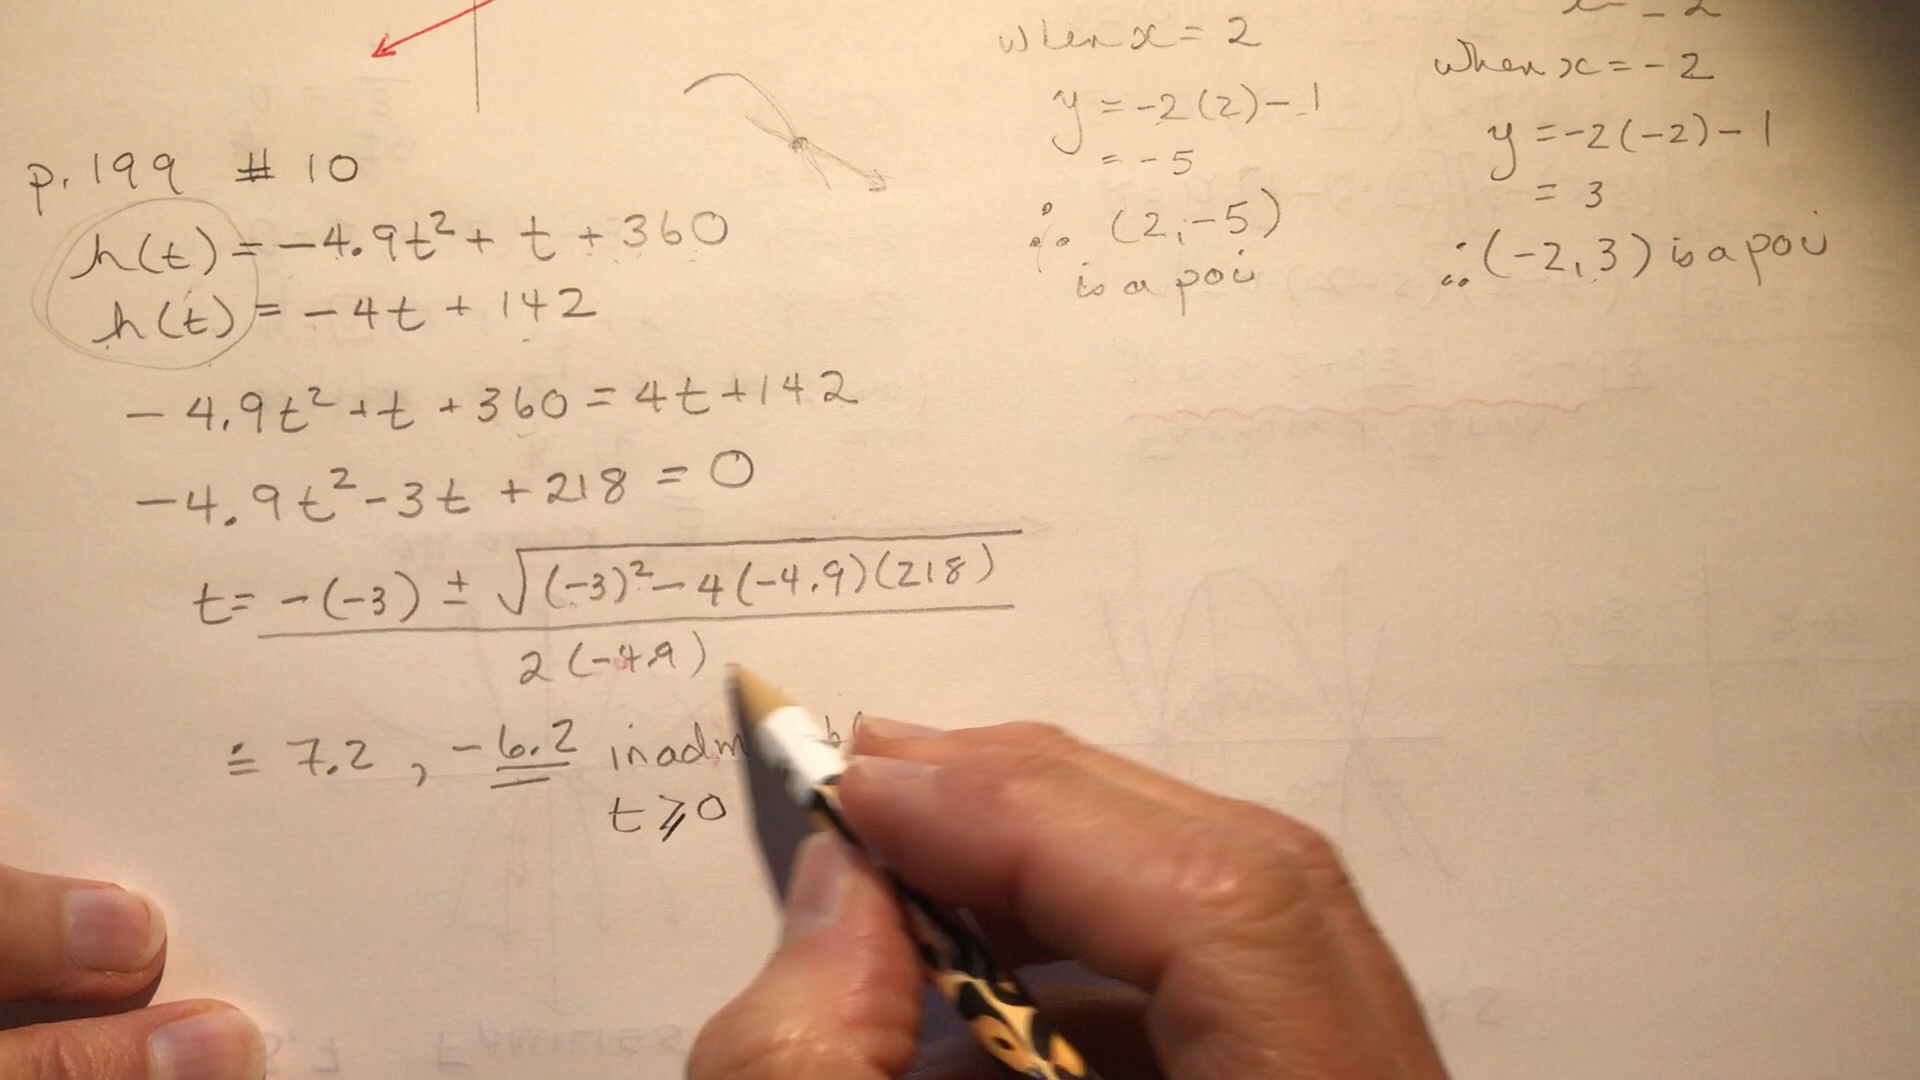 p. 199 # 10
h(t) = -4.9t² + t + 360
h(t) = -4t + 142
-4.9t² + t + 360 = 4t + 142
-4.9t² - 3t + 218 = 0
t = -(-3) ± √(-3)² - 4(-4.9)(218)
2(-4.9)
≐ 7.2 , -6.2
t ⩾ 0
when x = 2
y = -2(2) - 1
= -5
∴ (2,-5)
is a poi
when x = -2
y = -2(-2) - 1
= 3
∴ (-2,3) is a poi